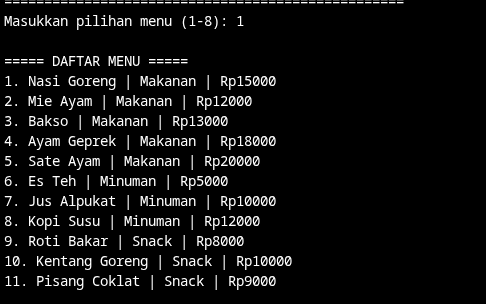 ==================================================
Masukkan pilihan menu (1-8): 1
===== DAFTAR MENU =====
1. Nasi Goreng | Makanan | Rp15000
2. Mie Ayam | Makanan | Rp12000
3. Bakso | Makanan | Rp13000
4. Ayam Geprek | Makanan | Rp18000
5. Sate Ayam | Makanan | Rp20000
6. Es Teh | Minuman | Rp5000
7. Jus Alpukat | Minuman | Rp10000
8. Kopi Susu | Minuman | Rp12000
9. Roti Bakar | Snack | Rp8000
10. Kentang Goreng | Snack | Rp10000
11. Pisang Coklat | Snack | Rp9000